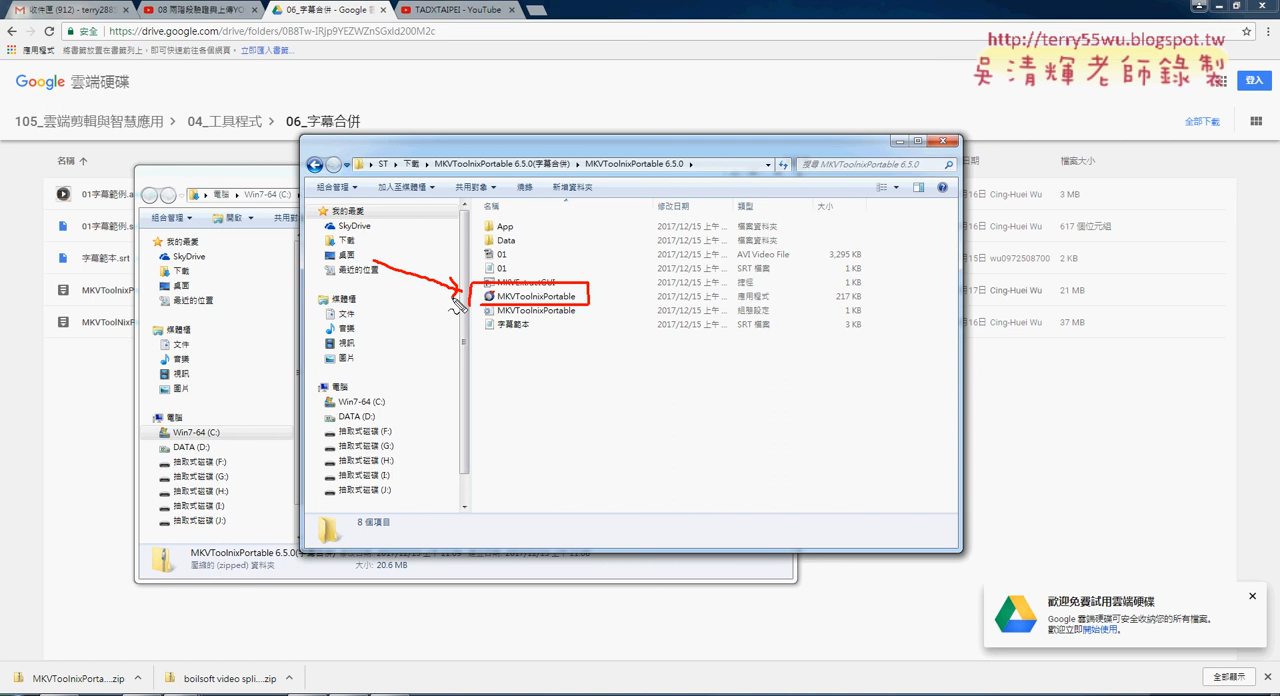 收件匣 (912) - terry288
08 兩階段驗證與上傳YO
06_字幕合併 - Google 雲
TADXTAIPEI - YouTube
安全 | https://drive.google.com/drive/folders/0B8Tw-IRjp9YEZWZnSGxld200M2c
應用程式 將書籤放置在書籤列上，即可快速前往各個網頁。 立即匯入書籤...
http://terry55wu.blogspot.tw
吳清輝老師錄製
Google 雲端硬碟
登入
105_雲端剪輯與智慧應用 > 04_工具程式 > 06_字幕合併
全部下載
名稱
檔案大小
01字幕範例.a
Cing-Huei Wu 3 MB
01字幕範例.s
Cing-Huei Wu 617 個位元組
字幕範本.srt
wu0972508700 2 KB
MKVToolnixP
Cing-Huei Wu 21 MB
MKVToolNixP
Cing-Huei Wu 37 MB
電腦 ▸ Win7-64 (C:)
組合管理 開啟 共用對
我的最愛
SkyDrive
下載
桌面
最近的位置
媒體櫃
文件
音樂
視訊
圖片
電腦
Win7-64 (C:)
DATA (D:)
抽取式磁碟 (F:)
抽取式磁碟 (G:)
抽取式磁碟 (H:)
抽取式磁碟 (I:)
抽取式磁碟 (J:)
MKVToolnixPortable 6.5.0(字幕合併)
壓縮的 (zipped) 資料夾
大小: 20.6 MB
ST ▸ 下載 ▸ MKVToolnixPortable 6.5.0(字幕合併) ▸ MKVToolnixPortable 6.5.0 ▸
搜尋 MKVToolnixPortable 6.5.0
組合管理 加入至媒體櫃 共用對象 燒錄 新增資料夾
我的最愛
SkyDrive
下載
桌面
最近的位置
媒體櫃
文件
音樂
視訊
圖片
電腦
Win7-64 (C:)
DATA (D:)
抽取式磁碟 (F:)
抽取式磁碟 (G:)
抽取式磁碟 (H:)
抽取式磁碟 (I:)
抽取式磁碟 (J:)
名稱 修改日期 類型 大小
App 2017/12/15 上午 ... 檔案資料夾
Data 2017/12/15 上午 ... 檔案資料夾
01 2017/12/15 上午 ... AVI Video File 3,295 KB
01 2017/12/15 上午 ... SRT 檔案 1 KB
MKVExtractGUI 2017/12/15 上午 ... 捷徑 1 KB
MKVToolnixPortable 2017/12/15 上午 ... 應用程式 217 KB
MKVToolnixPortable 2017/12/15 上午 ... 組態設定 1 KB
字幕範本 2017/12/15 上午 ... SRT 檔案 3 KB
8 個項目
歡迎免費試用雲端硬碟
Google 雲端硬碟可安全收納您的所有檔案。
歡迎立即開始使用。
MKVToolnixPorta....zip
boilsoft video spli....zip
全部顯示